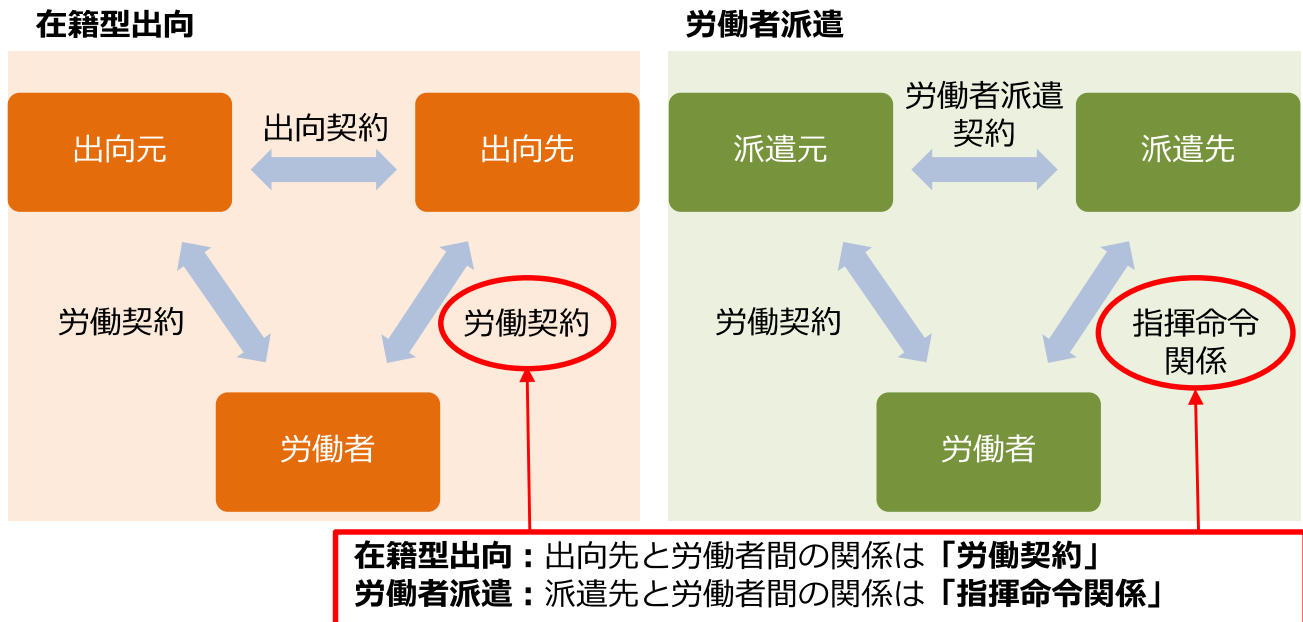 在籍型出向
労働者派遣
出向元
出向契約
出向先
労働契約
労働契約
労働者
派遣元
労働者派遣
契約
派遣先
労働契約
指揮命令
関係
労働者
在籍型出向：出向先と労働者間の関係は「労働契約」
労働者派遣：派遣先と労働者間の関係は「指揮命令関係」